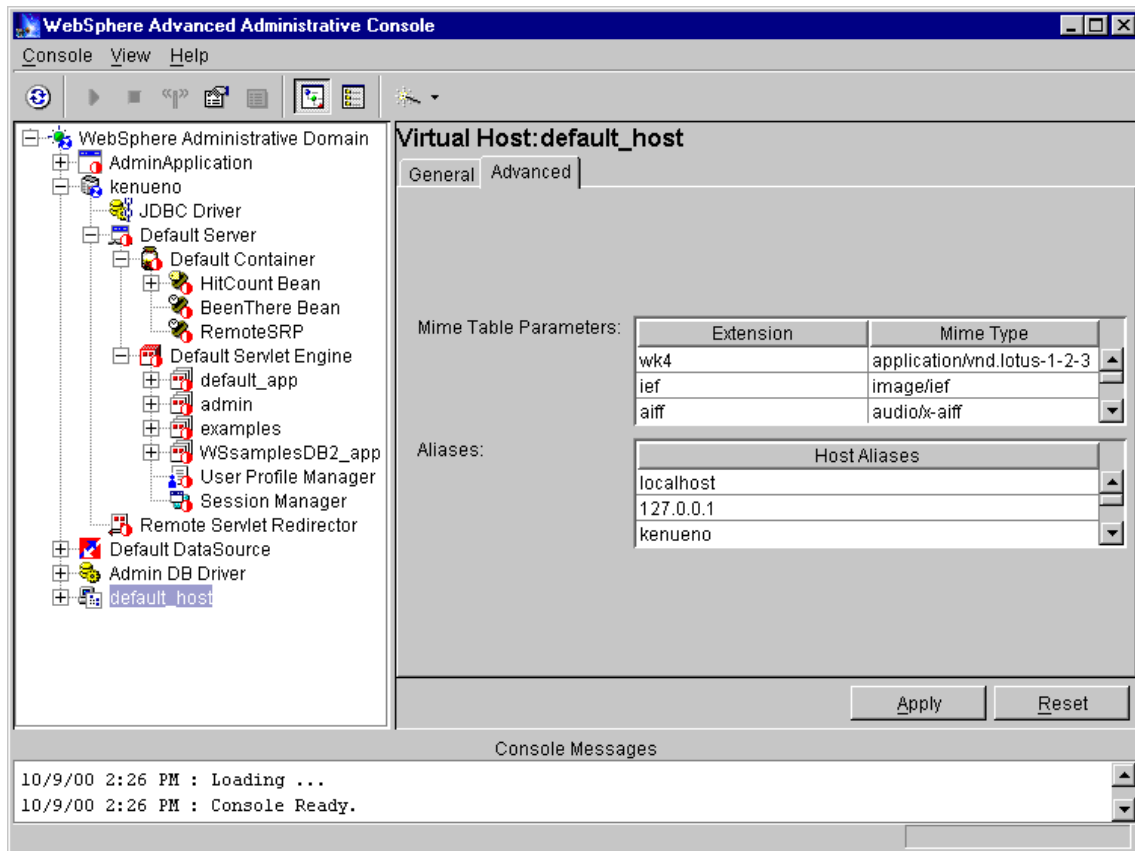 WebSphere Advanced Administrative Console
Console View Help
WebSphere Administrative Domain
AdminApplication
kenueno
JDBC Driver
Default Server
Default Container
HitCount Bean
BeenThere Bean
RemoteSRP
Default Servlet Engine
default_app
admin
examples
WSsamplesDB2_app
User Profile Manager
Session Manager
Remote Servlet Redirector
Default DataSource
Admin DB Driver
default_host
Virtual Host:default_host
General Advanced
Mime Table Parameters:
Extension Mime Type
wk4 application/vnd.lotus-1-2-3
ief image/ief
aiff audio/x-aiff
Aliases:
Host Aliases
localhost
127.0.0.1
kenueno
Apply Reset
Console Messages
10/9/00 2:26 PM : Loading ...
10/9/00 2:26 PM : Console Ready.